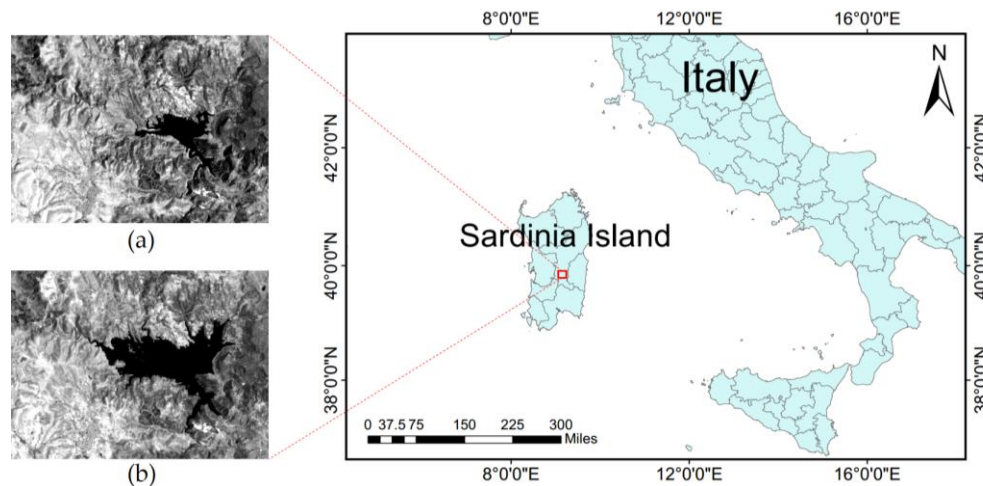 8°0'0"E 12°0'0"E 16°0'0"E
N
Italy
42°0'0"N 42°0'0"N
(a)
Sardinia Island
40°0'0"N 40°0'0"N
38°0'0"N 38°0'0"N
0 37.5 75 150 225 300
Miles
(b)
8°0'0"E 12°0'0"E 16°0'0"E